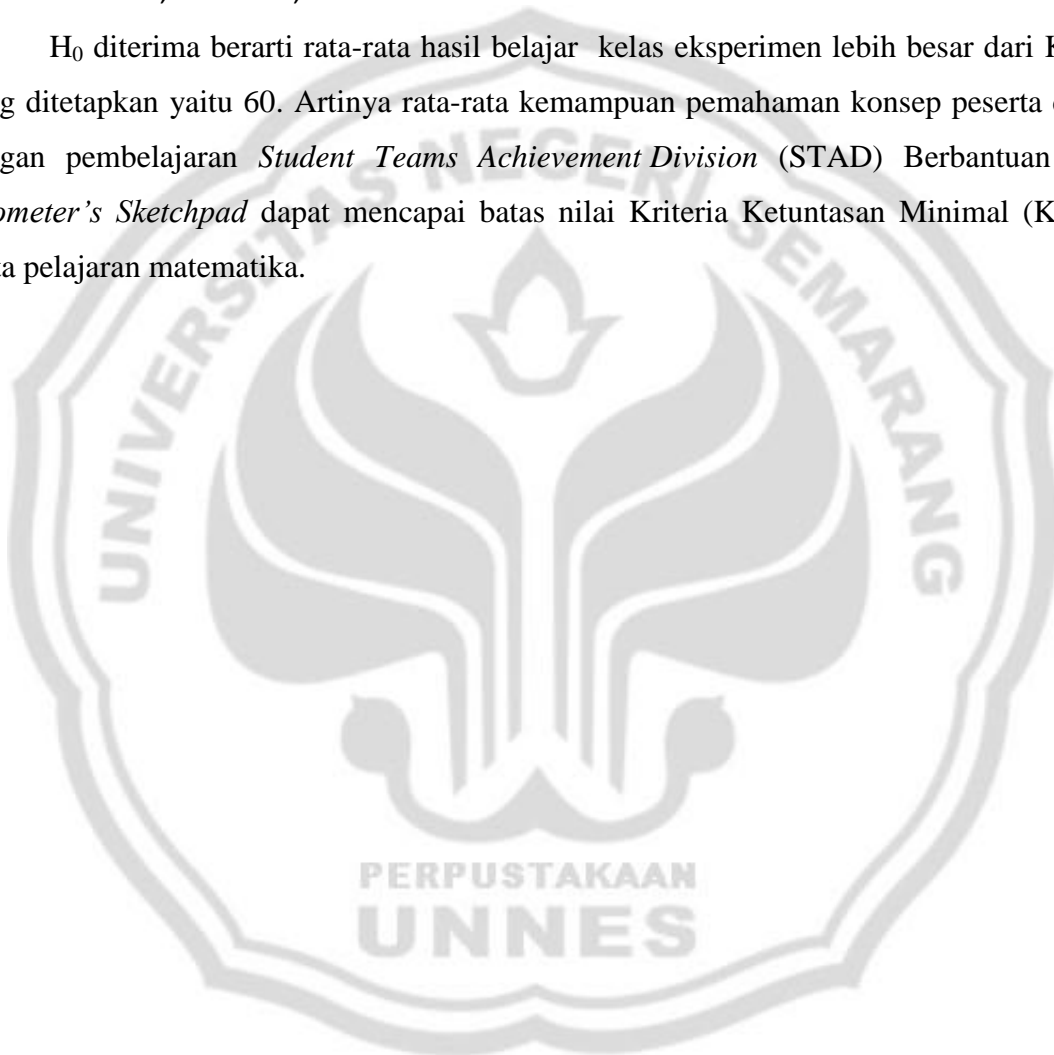 H₀ diterima berarti rata-rata hasil belajar kelas eksperimen lebih besar dari
ditetapkan yaitu 60. Artinya rata-rata kemampuan pemahaman konsep peserta
pembelajaran Student Teams Achievement Division (STAD) Berbantuan
Sketchpad dapat mencapai batas nilai Kriteria Ketuntasan Minimal
pelajaran matematika.
UNIVERSITAS NEGERI SEMARANG
PERPUSTAKAAN
UNNES